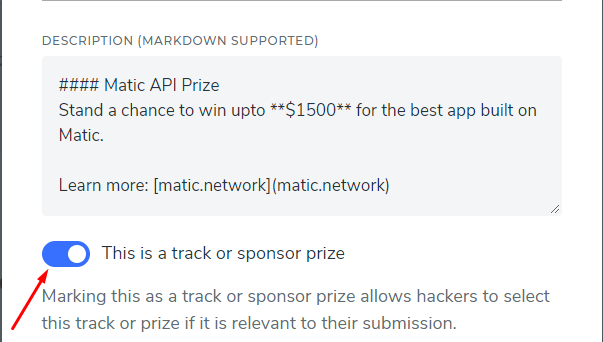 DESCRIPTION (MARKDOWN SUPPORTED)
#### Matic API Prize
Stand a chance to win upto **$1500** for the best app built on
Matic.
Learn more: [matic.network](matic.network)
This is a track or sponsor prize
Marking this as a track or sponsor prize allows hackers to select
this track or prize if it is relevant to their submission.